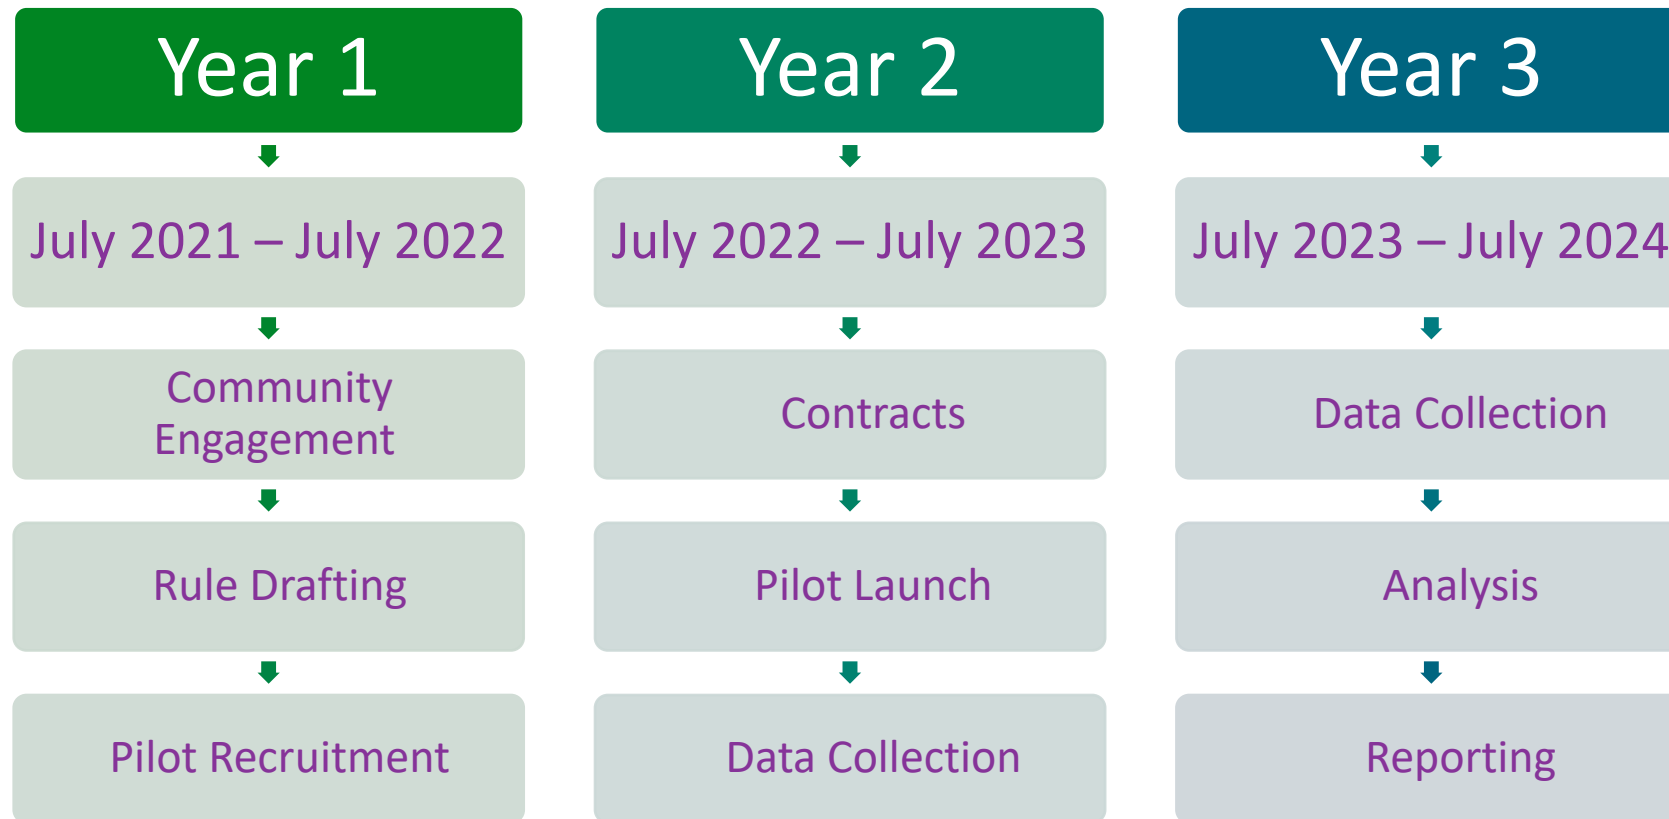 Year 1
July 2021 – July 2022
Community
Engagement
Rule Drafting
Pilot Recruitment
Year 2
July 2022 – July 2023
Contracts
Pilot Launch
Data Collection
Year 3
July 2023 – July 2024
Data Collection
Analysis
Reporting